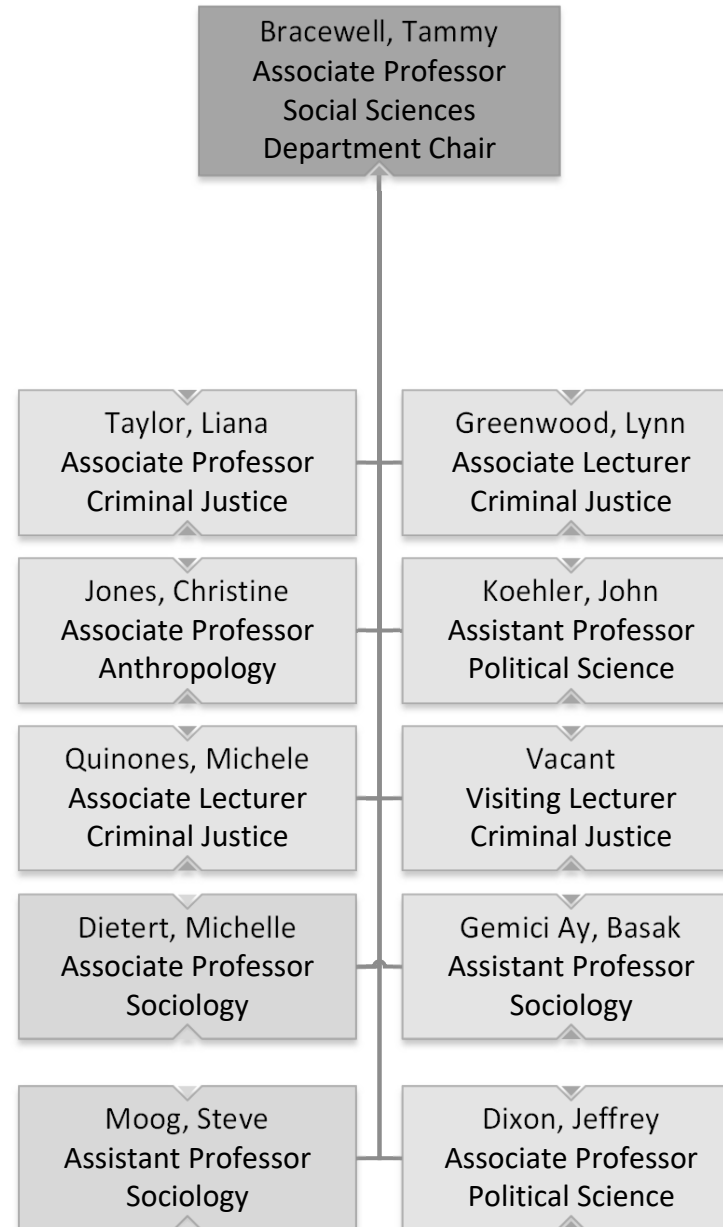 Bracewell, Tammy
Associate Professor
Social Sciences
Department Chair
Taylor, Liana
Associate Professor
Criminal Justice
Greenwood, Lynn
Associate Lecturer
Criminal Justice
Jones, Christine
Associate Professor
Anthropology
Koehler, John
Assistant Professor
Political Science
Quinones, Michele
Associate Lecturer
Criminal Justice
Vacant
Visiting Lecturer
Criminal Justice
Dietert, Michelle
Associate Professor
Sociology
Gemici Ay, Basak
Assistant Professor
Sociology
Moog, Steve
Assistant Professor
Sociology
Dixon, Jeffrey
Associate Professor
Political Science